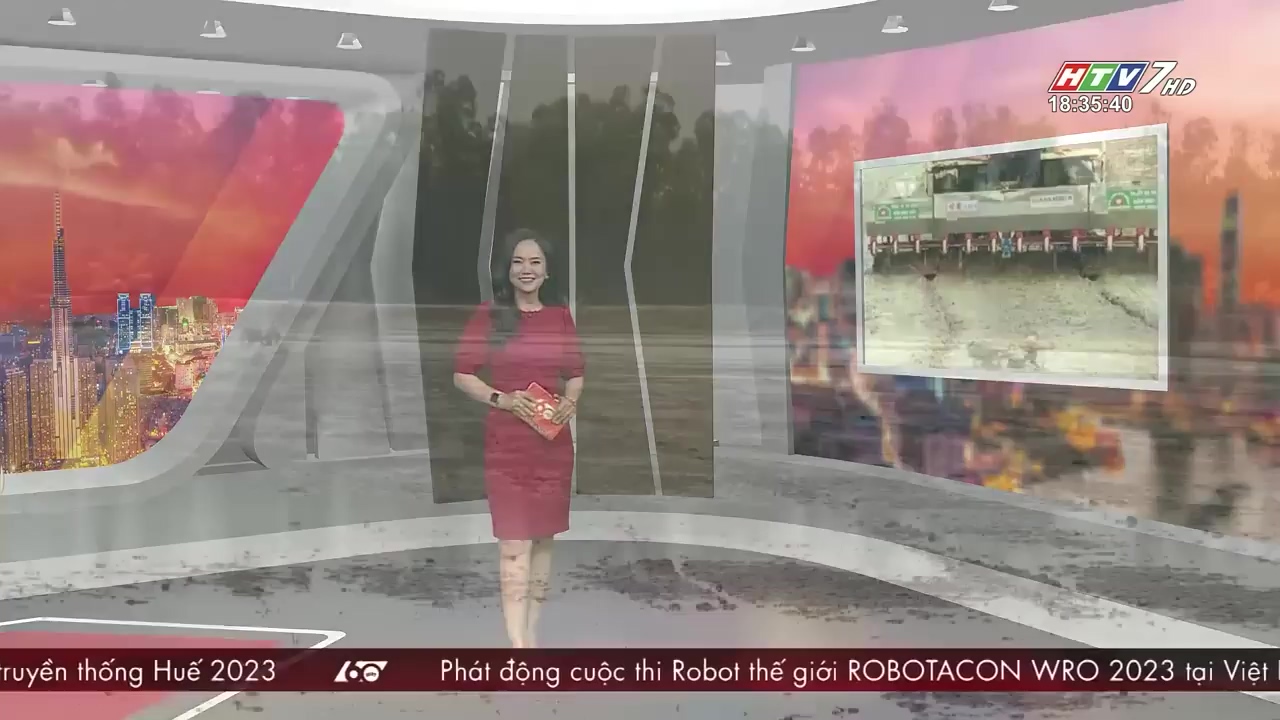 HTV7 HD
18:35:40
truyền thống Huế 2023 60 Phát động cuộc thi Robot thế giới ROBOTACON WRO 2023 tại Việt